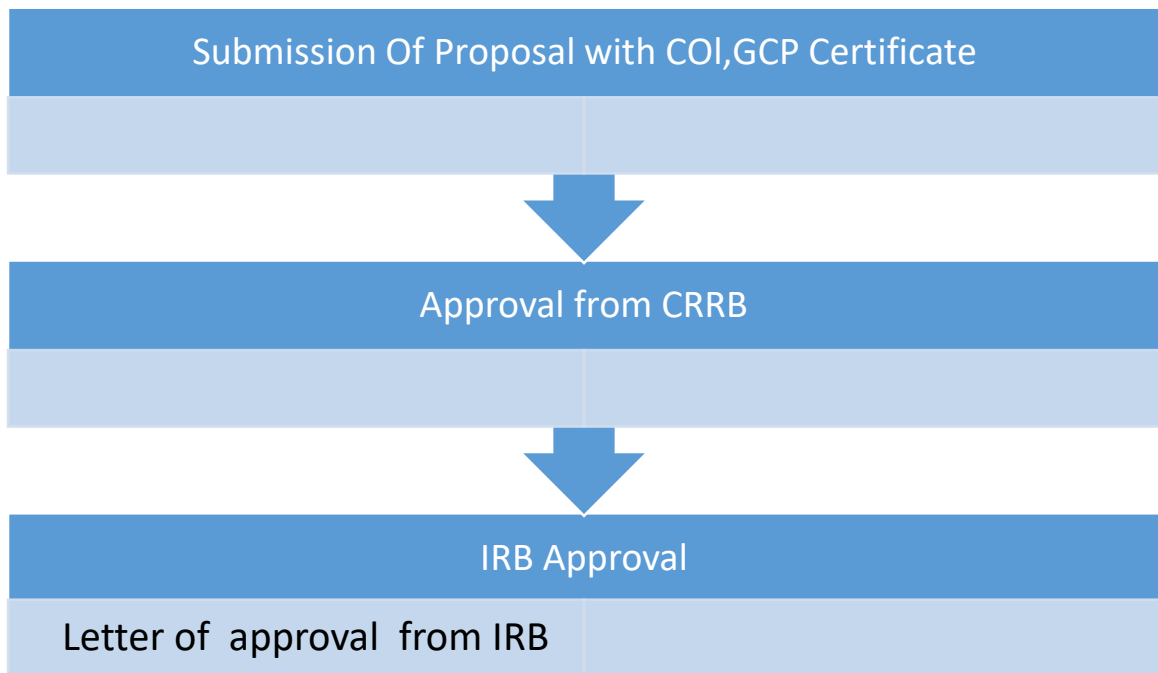 Submission Of Proposal with COl,GCP Certificate
Approval from CRRB
IRB Approval
Letter of  approval  from IRB